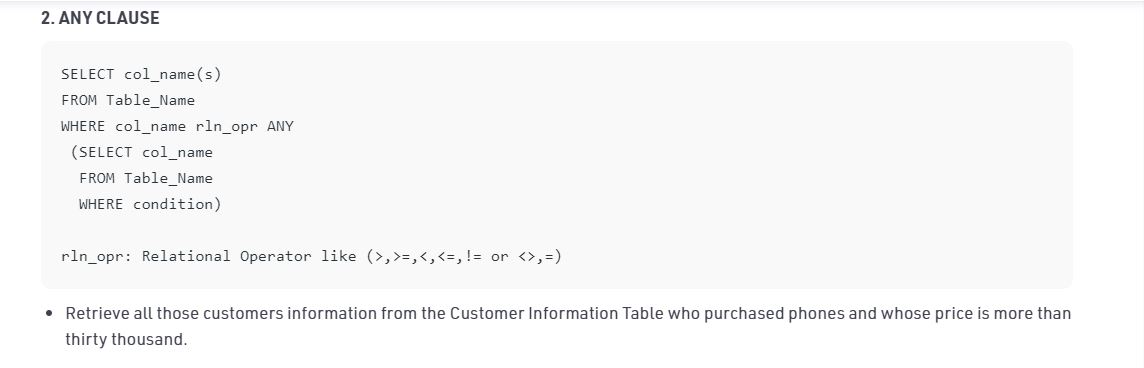 2. ANY CLAUSE
SELECT col_name(s)
FROM Table_Name
WHERE col_name rln_opr ANY
(SELECT col_name
FROM Table_Name
WHERE condition)
rln_opr: Relational Operator like (>,>=,<,<=,!= or <>,=)
• Retrieve all those customers information from the Customer Information Table who purchased phones and whose price is more than
thirty thousand.